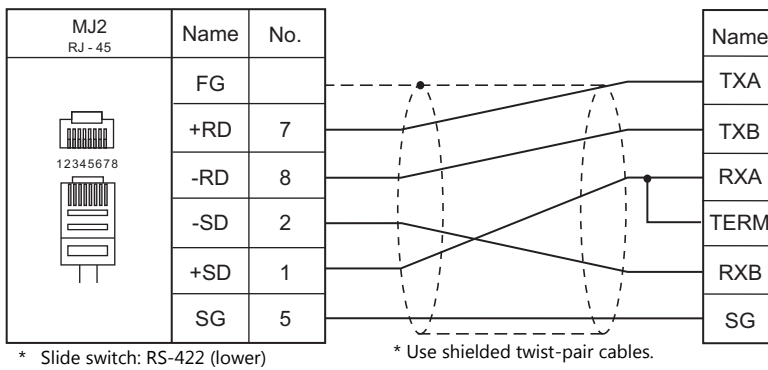 MJ2 Name No. Name
RJ - 45
FG TXA
+RD 7 TXB
12345678
-RD 8 RXA
-SD 2 TERM
+SD 1 RXB
SG 5 SG
* Slide switch: RS-422 (lower)
* Use shielded twist-pair cables.